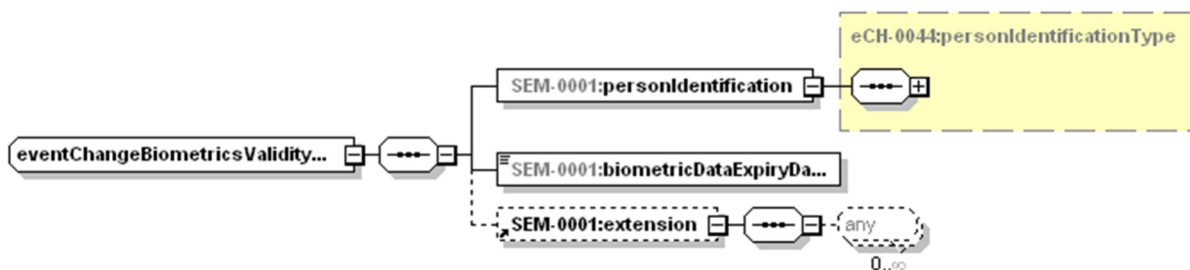 eCH-0044:personIdentificationType
SEM-0001:personIdentification
eventChangeBiometricsValidity...
SEM-0001:biometricDataExpiryDa...
SEM-0001:extension
any
0..∞